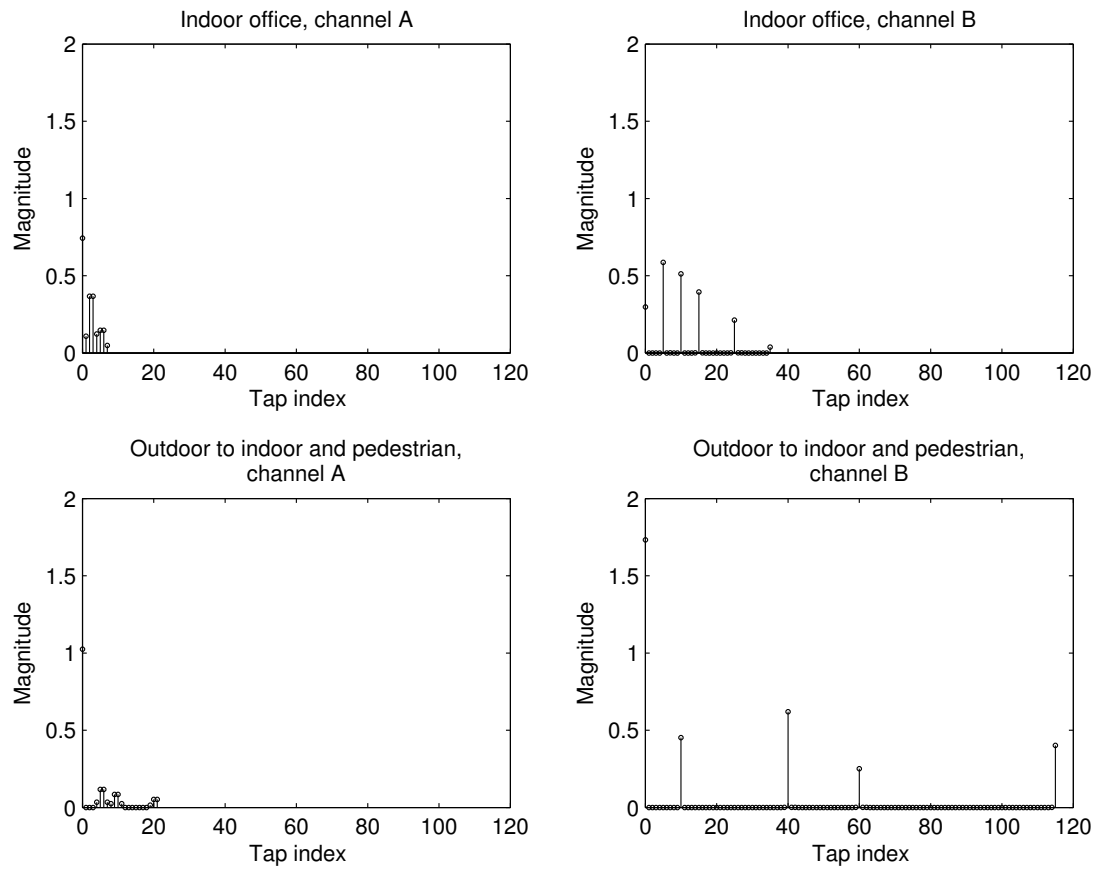 Indoor office, channel A
2
1.5
1
0.5
0
0 20 40 60 80 100 120
Magnitude
Tap index
Indoor office, channel B
2
1.5
1
0.5
0
0 20 40 60 80 100 120
Magnitude
Tap index
Outdoor to indoor and pedestrian,
channel A
2
1.5
1
0.5
0
0 20 40 60 80 100 120
Magnitude
Tap index
Outdoor to indoor and pedestrian,
channel B
2
1.5
1
0.5
0
0 20 40 60 80 100 120
Magnitude
Tap index